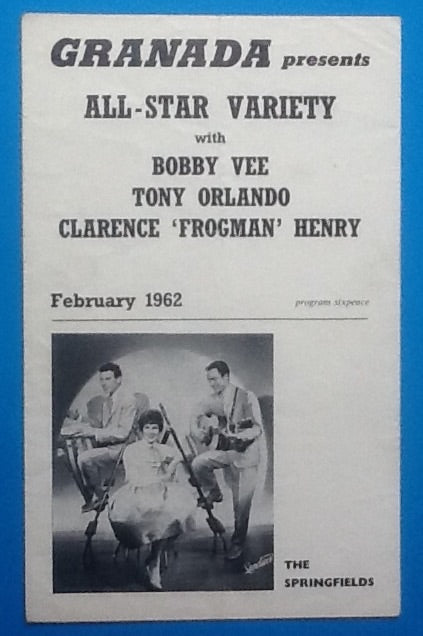 GRANADA presents
ALL-STAR VARIETY
with
BOBBY VEE
TONY ORLANDO
CLARENCE 'FROGMAN' HENRY
February 1962
program sixpence
THE
SPRINGFIELDS